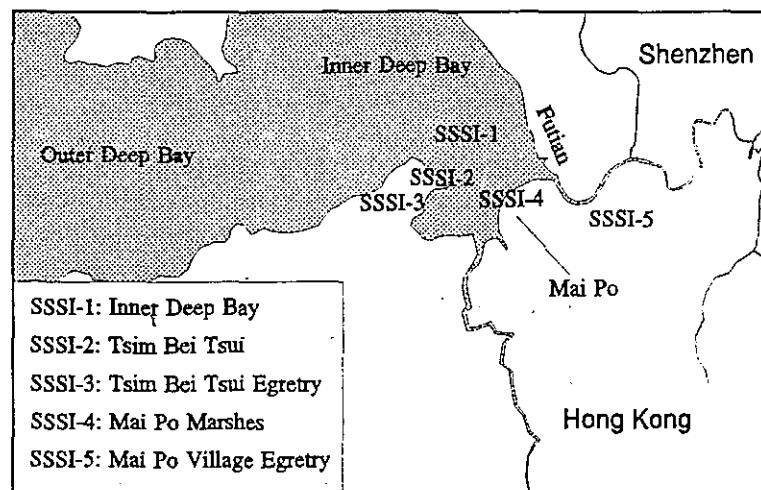 Shenzhen
Inner Deep Bay
Futian
SSSI-1
Outer Deep Bay
SSSI-2
SSSI-3
SSSI-4
SSSI-5
Mai Po
SSSI-1: Inner Deep Bay
SSSI-2: Tsim Bei Tsui
SSSI-3: Tsim Bei Tsui Egretry
SSSI-4: Mai Po Marshes
SSSI-5: Mai Po Village Egretry
Hong Kong